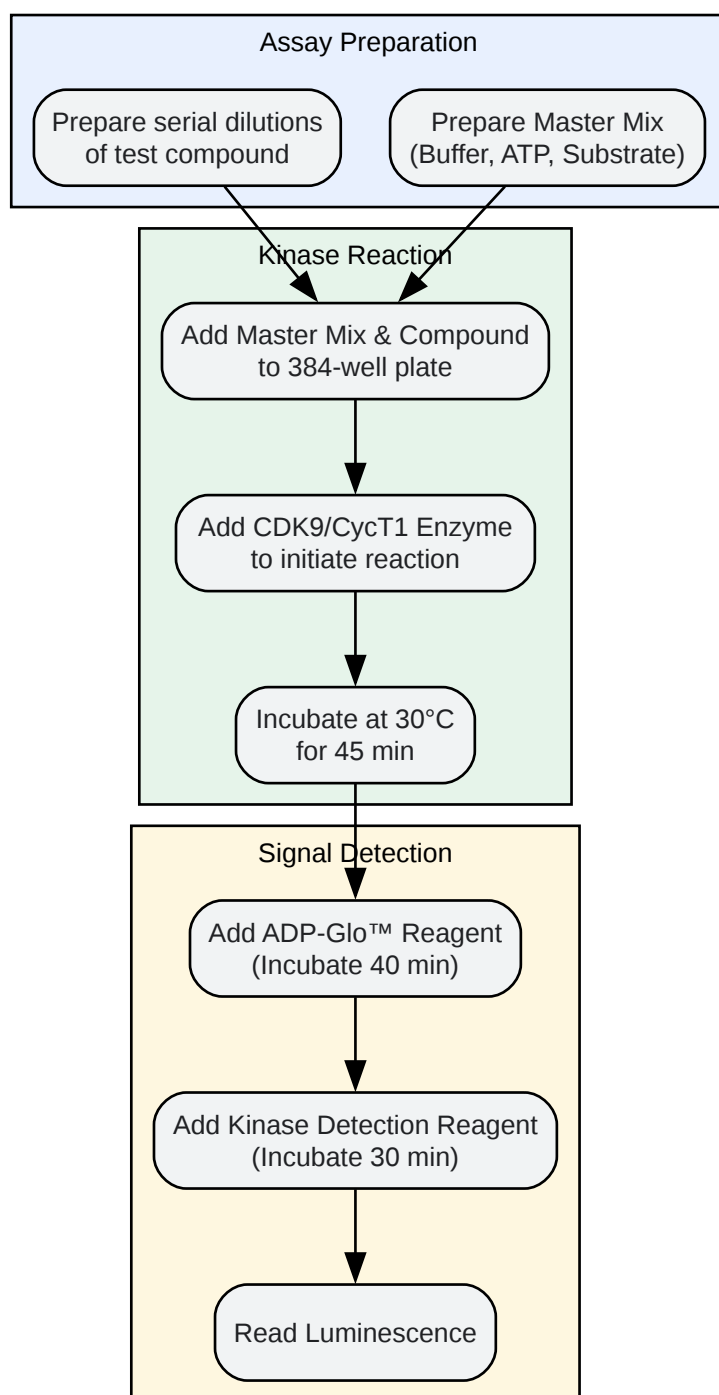 Assay Preparation
Prepare serial dilutions
of test compound
Prepare Master Mix
(Buffer, ATP, Substrate)
Kinase Reaction
Add Master Mix & Compound
to 384-well plate
Add CDK9/CycT1 Enzyme
to initiate reaction
Incubate at 30°C
for 45 min
Signal Detection
Add ADP-Glo™ Reagent
(Incubate 40 min)
Add Kinase Detection Reagent
(Incubate 30 min)
Read Luminescence